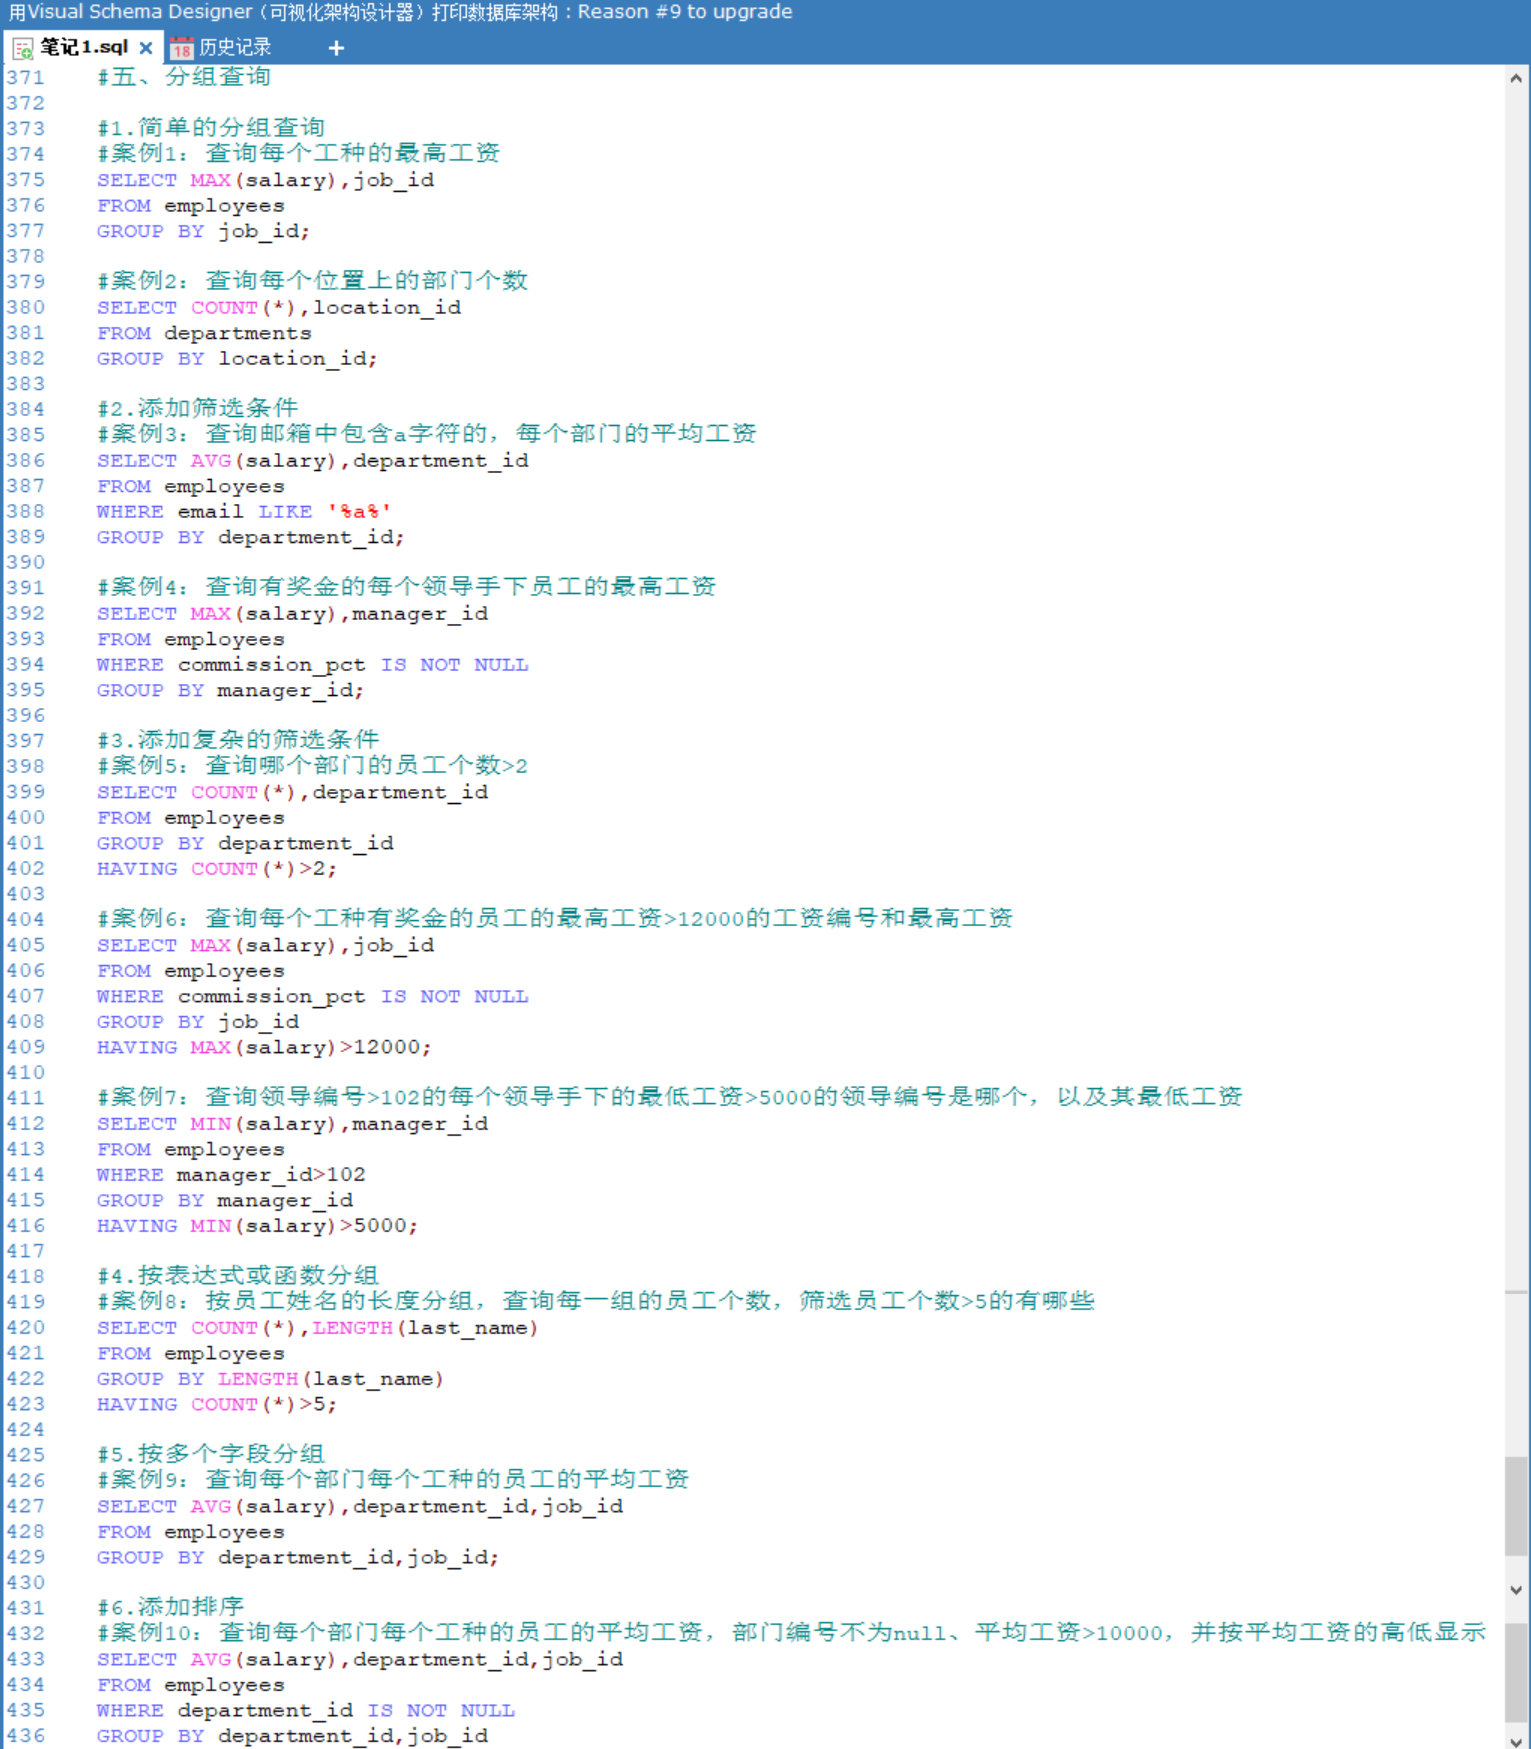 用Visual Schema Designer（可视化架构设计器）打印数据库架构：Reason #9 to upgrade
笔记1.sql × 18 历史记录 +
371 #五、分组查询
372
373 #1.简单的分组查询
374 #案例1：查询每个工种的最高工资
375 SELECT MAX(salary),job_id
376 FROM employees
377 GROUP BY job_id;
378
379 #案例2：查询每个位置上的部门个数
380 SELECT COUNT(*),location_id
381 FROM departments
382 GROUP BY location_id;
383
384 #2.添加筛选条件
385 #案例3：查询邮箱中包含a字符的，每个部门的平均工资
386 SELECT AVG(salary),department_id
387 FROM employees
388 WHERE email LIKE '%a%'
389 GROUP BY department_id;
390
391 #案例4：查询有奖金的每个领导手下员工的最高工资
392 SELECT MAX(salary),manager_id
393 FROM employees
394 WHERE commission_pct IS NOT NULL
395 GROUP BY manager_id;
396
397 #3.添加复杂的筛选条件
398 #案例5：查询哪个部门的员工个数>2
399 SELECT COUNT(*),department_id
400 FROM employees
401 GROUP BY department_id
402 HAVING COUNT(*)>2;
403
404 #案例6：查询每个工种有奖金的员工的最高工资>12000的工资编号和最高工资
405 SELECT MAX(salary),job_id
406 FROM employees
407 WHERE commission_pct IS NOT NULL
408 GROUP BY job_id
409 HAVING MAX(salary)>12000;
410
411 #案例7：查询领导编号>102的每个领导手下的最低工资>5000的领导编号是哪个，以及其最低工资
412 SELECT MIN(salary),manager_id
413 FROM employees
414 WHERE manager_id>102
415 GROUP BY manager_id
416 HAVING MIN(salary)>5000;
417
418 #4.按表达式或函数分组
419 #案例8：按员工姓名的长度分组，查询每一组的员工个数，筛选员工个数>5的有哪些
420 SELECT COUNT(*),LENGTH(last_name)
421 FROM employees
422 GROUP BY LENGTH(last_name)
423 HAVING COUNT(*)>5;
424
425 #5.按多个字段分组
426 #案例9：查询每个部门每个工种的员工的平均工资
427 SELECT AVG(salary),department_id,job_id
428 FROM employees
429 GROUP BY department_id,job_id;
430
431 #6.添加排序
432 #案例10：查询每个部门每个工种的员工的平均工资，部门编号不为null、平均工资>10000，并按平均工资的高低显示
433 SELECT AVG(salary),department_id,job_id
434 FROM employees
435 WHERE department_id IS NOT NULL
436 GROUP BY department_id,job_id